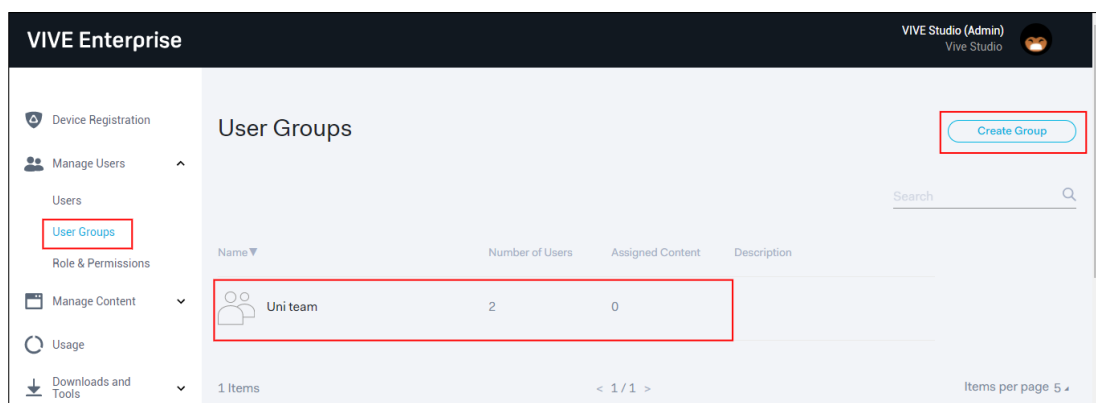 VIVE Enterprise
VIVE Studio (Admin)
Vive Studio
Device Registration
Manage Users
Users
User Groups
Role & Permissions
Manage Content
Usage
Downloads and
Tools
User Groups
Create Group
Search
Name▼ Number of Users Assigned Content Description
Uni team 2 0
1 Items < 1 / 1 > Items per page 5